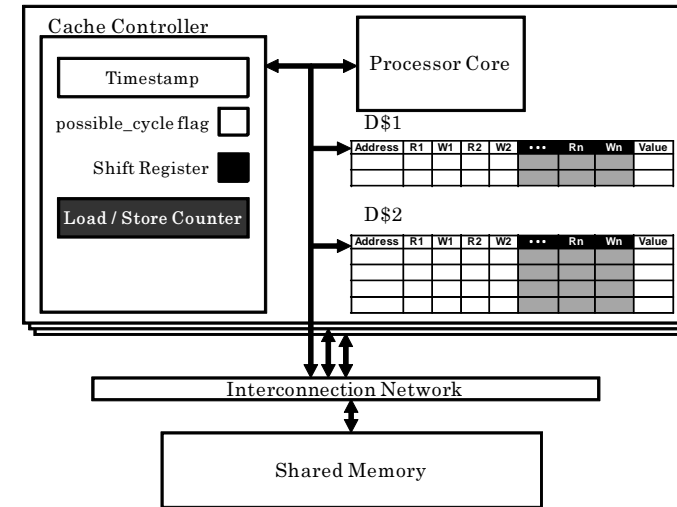 Cache Controller
Timestamp
possible_cycle flag
Shift Register
Load / Store Counter
Processor Core
D$1
Address R1 W1 R2 W2 ••• Rn Wn Value
D$2
Address R1 W1 R2 W2 ••• Rn Wn Value
Interconnection Network
Shared Memory